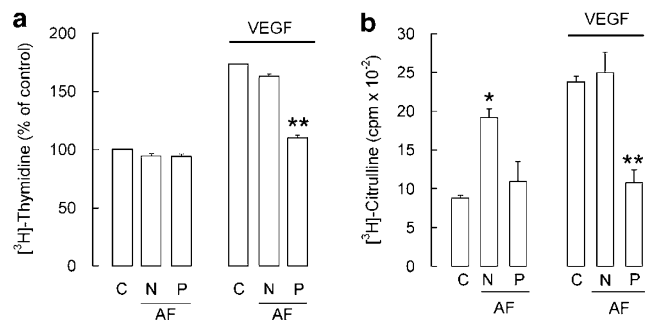 a
VEGF
[³H]-Thymidine (% of control)
200
150
100
50
0
**
C N P C N P
AF AF
b
VEGF
[³H]-Citrulline (cpm x 10⁻²)
30
25
20
15
10
5
0
*
**
C N P C N P
AF AF